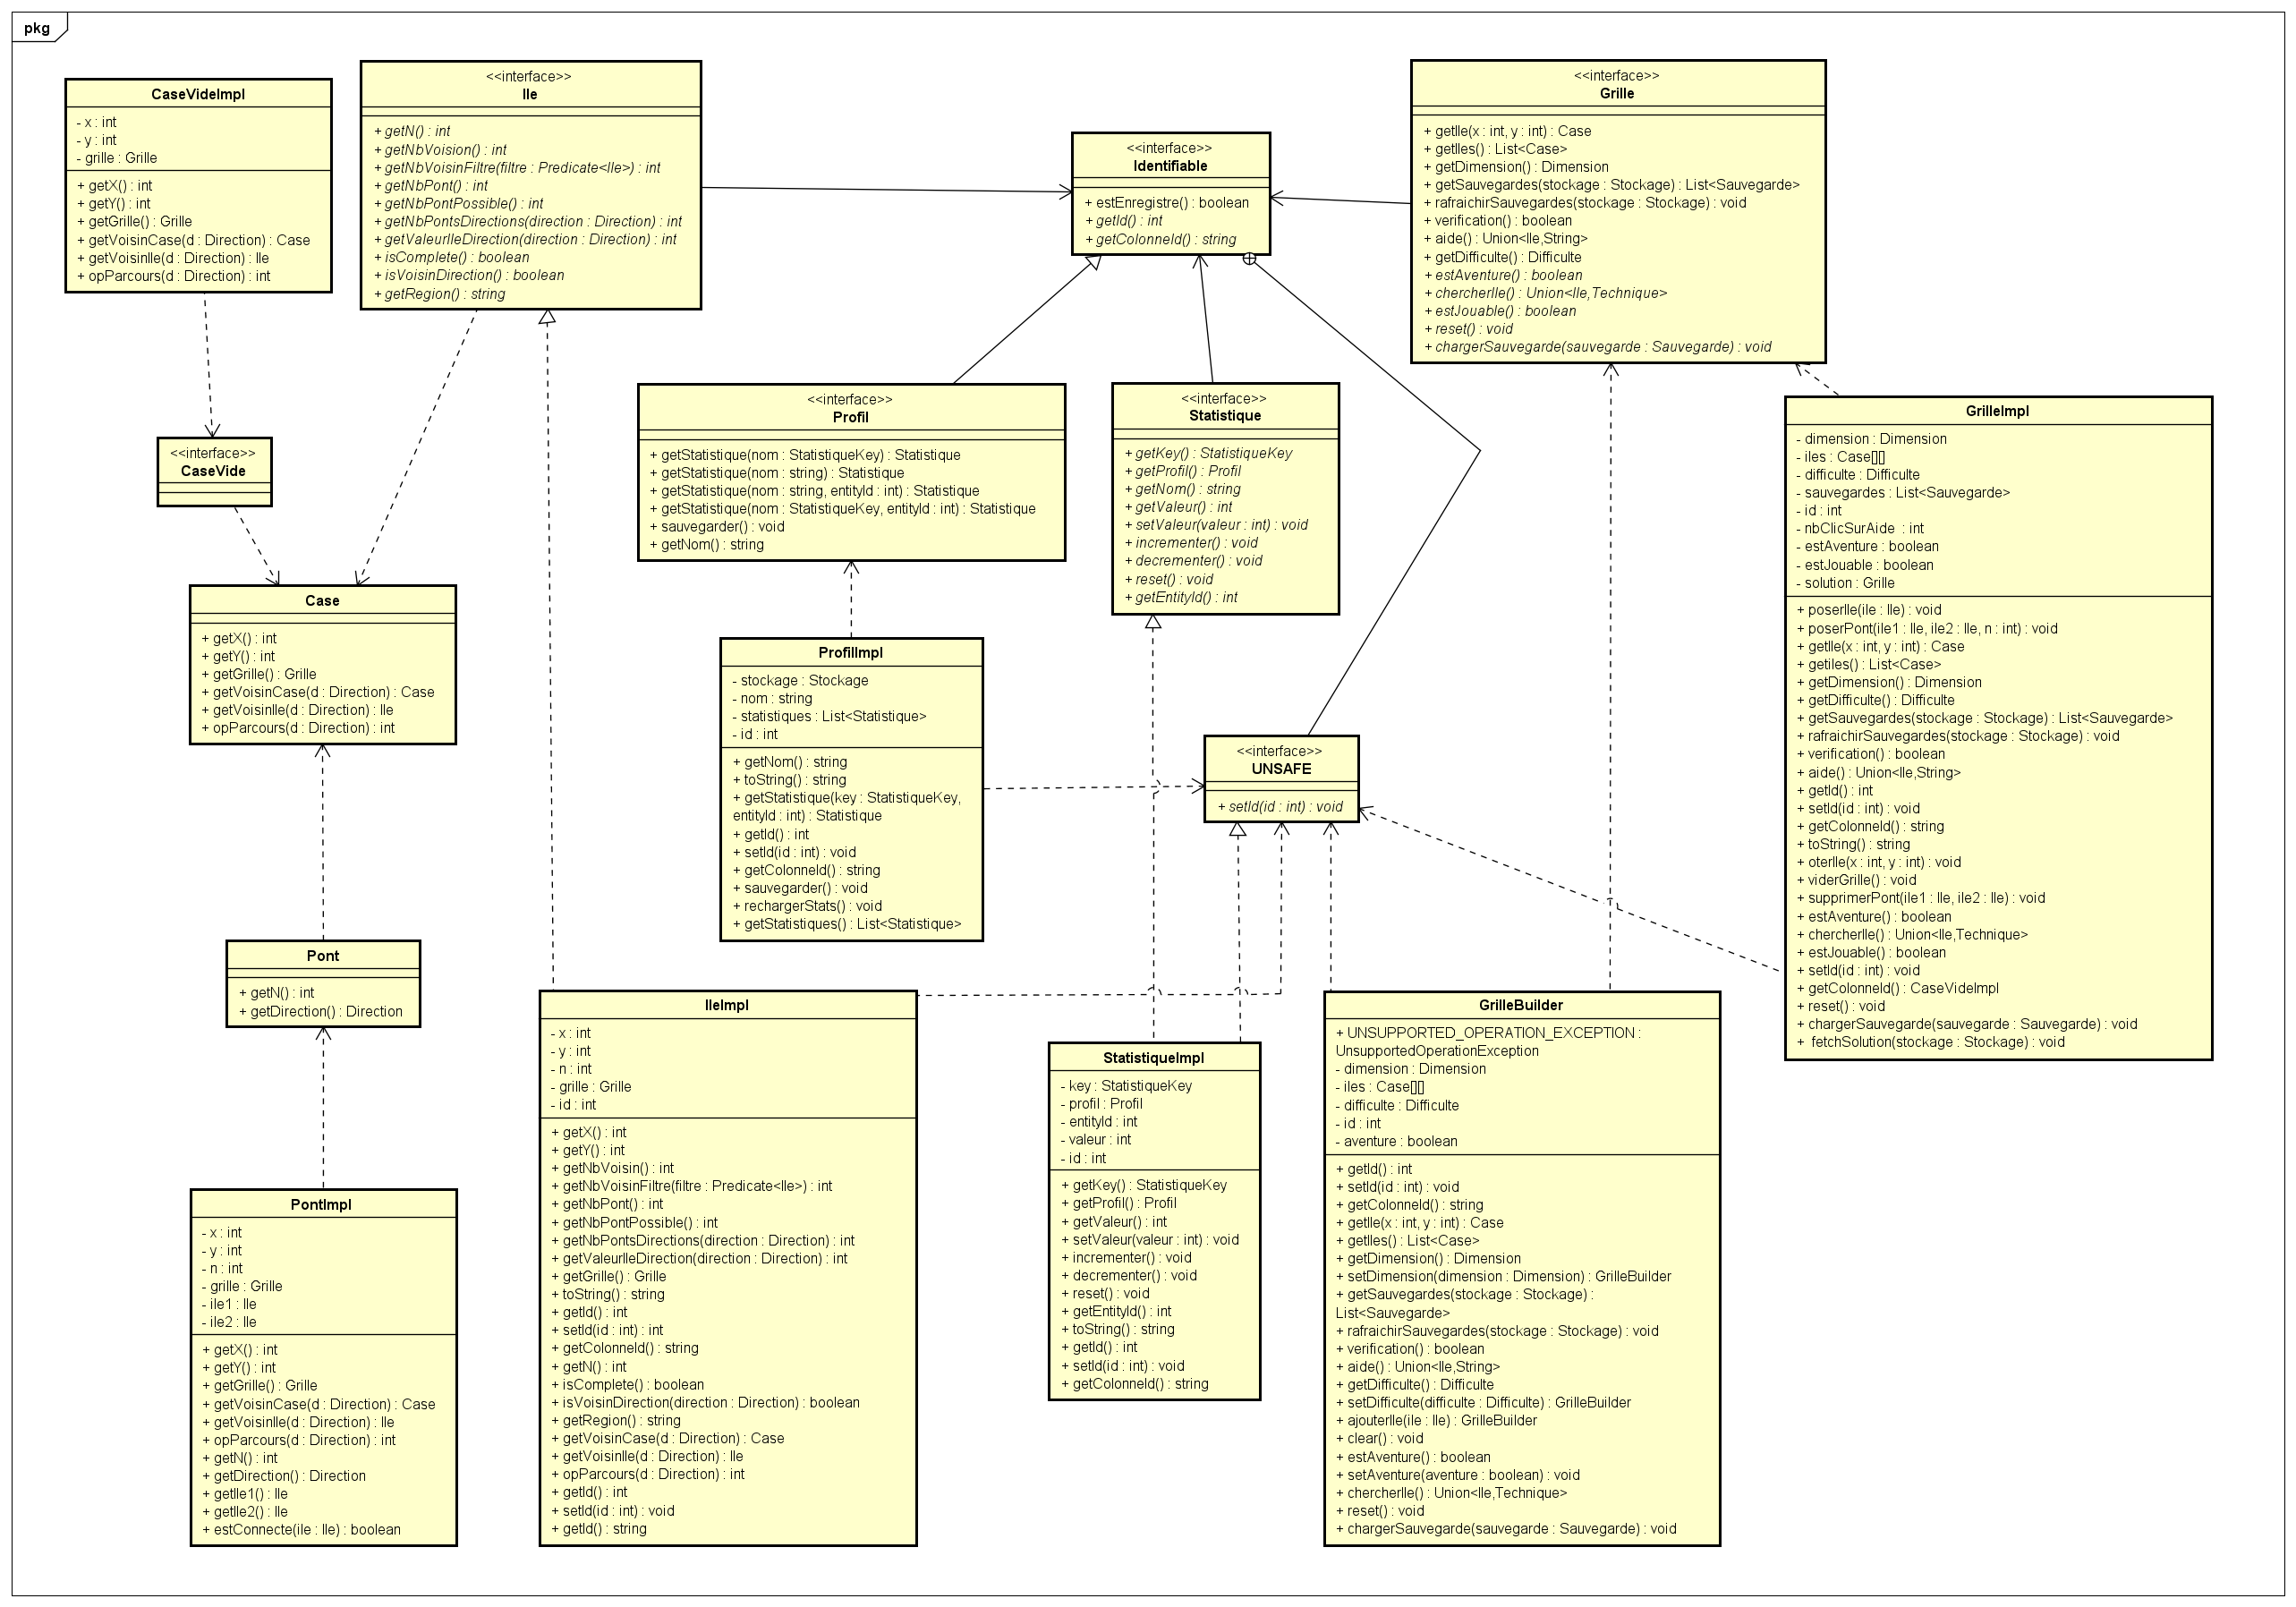 pkg
CaseVideImpl
- x : int
- y : int
- grille : Grille
+ getX() : int
+ getY() : int
+ getGrille() : Grille
+ getVoisinCase(d : Direction) : Case
+ getVoisinIle(d : Direction) : Ile
+ opParcours(d : Direction) : int
<<interface>>
Ile
+ getN() : int
+ getNbVoision() : int
+ getNbVoisinFiltre(filtre : Predicate<Ile>) : int
+ getNbPont() : int
+ getNbPontPossible() : int
+ getNbPontsDirections(direction : Direction) : int
+ getValeurIleDirection(direction : Direction) : int
+ isComplete() : boolean
+ isVoisinDirection() : boolean
+ getRegion() : string
<<interface>>
Identifiable
+ estEnregistre() : boolean
+ getId() : int
+ getColonneId() : string
<<interface>>
Grille
+ getIle(x : int, y : int) : Case
+ getIles() : List<Case>
+ getDimension() : Dimension
+ getSauvegardes(stockage : Stockage) : List<Sauvegarde>
+ rafraichirSauvegardes(stockage : Stockage) : void
+ verification() : boolean
+ aide() : Union<Ile,String>
+ getDifficulte() : Difficulte
+ estAventure() : boolean
+ chercherIle() : Union<Ile,Technique>
+ estJouable() : boolean
+ reset() : void
+ chargerSauvegarde(sauvegarde : Sauvegarde) : void
<<interface>>
CaseVide
<<interface>>
Profil
+ getStatistique(nom : StatistiqueKey) : Statistique
+ getStatistique(nom : string) : Statistique
+ getStatistique(nom : string, entityId : int) : Statistique
+ getStatistique(nom : StatistiqueKey, entityId : int) : Statistique
+ sauvegarder() : void
+ getNom() : string
<<interface>>
Statistique
+ getKey() : StatistiqueKey
+ getProfil() : Profil
+ getNom() : string
+ getValeur() : int
+ setValeur(valeur : int) : void
+ incrementer() : void
+ decrementer() : void
+ reset() : void
+ getEntityId() : int
GrilleImpl
- dimension : Dimension
- iles : Case[][]
- difficulte : Difficulte
- sauvegardes : List<Sauvegarde>
- id : int
- nbClicSurAide : int
- estAventure : boolean
- estJouable : boolean
- solution : Grille
+ poserIle(ile : Ile) : void
+ poserPont(ile1 : Ile, ile2 : Ile, n : int) : void
+ getIle(x : int, y : int) : Case
+ getiles() : List<Case>
+ getDimension() : Dimension
+ getDifficulte() : Difficulte
+ getSauvegardes(stockage : Stockage) : List<Sauvegarde>
+ rafraichirSauvegardes(stockage : Stockage) : void
+ verification() : boolean
+ aide() : Union<Ile,String>
+ getId() : int
+ setId(id : int) : void
+ getColonneId() : string
+ toString() : string
+ oterIle(x : int, y : int) : void
+ viderGrille() : void
+ supprimerPont(ile1 : Ile, ile2 : Ile) : void
+ estAventure() : boolean
+ chercherIle() : Union<Ile,Technique>
+ estJouable() : boolean
+ setId(id : int) : void
+ getColonneId() : CaseVideImpl
+ reset() : void
+ chargerSauvegarde(sauvegarde : Sauvegarde) : void
+ fetchSolution(stockage : Stockage) : void
Case
+ getX() : int
+ getY() : int
+ getGrille() : Grille
+ getVoisinCase(d : Direction) : Case
+ getVoisinIle(d : Direction) : Ile
+ opParcours(d : Direction) : int
ProfilImpl
- stockage : Stockage
- nom : string
- statistiques : List<Statistique>
- id : int
+ getNom() : string
+ toString() : string
+ getStatistique(key : StatistiqueKey,
entityId : int) : Statistique
+ getId() : int
+ setId(id : int) : void
+ getColonneId() : string
+ sauvegarder() : void
+ rechargerStats() : void
+ getStatistiques() : List<Statistique>
<<interface>>
UNSAFE
+ setId(id : int) : void
Pont
+ getN() : int
+ getDirection() : Direction
IleImpl
- x : int
- y : int
- n : int
- grille : Grille
- id : int
+ getX() : int
+ getY() : int
+ getNbVoisin() : int
+ getNbVoisinFiltre(filtre : Predicate<Ile>) : int
+ getNbPont() : int
+ getNbPontPossible() : int
+ getNbPontsDirections(direction : Direction) : int
+ getValeurIleDirection(direction : Direction) : int
+ getGrille() : Grille
+ toString() : string
+ getId() : int
+ setId(id : int) : int
+ getColonneId() : string
+ getN() : int
+ isComplete() : boolean
+ isVoisinDirection(direction : Direction) : boolean
+ getRegion() : string
+ getVoisinCase(d : Direction) : Case
+ getVoisinIle(d : Direction) : Ile
+ opParcours(d : Direction) : int
+ getId() : int
+ setId(id : int) : void
+ getId() : string
StatistiqueImpl
- key : StatistiqueKey
- profil : Profil
- entityId : int
- valeur : int
- id : int
+ getKey() : StatistiqueKey
+ getProfil() : Profil
+ getValeur() : int
+ setValeur(valeur : int) : void
+ incrementer() : void
+ decrementer() : void
+ reset() : void
+ getEntityId() : int
+ toString() : string
+ getId() : int
+ setId(id : int) : void
+ getColonneId() : string
GrilleBuilder
+ UNSUPPORTED_OPERATION_EXCEPTION :
UnsupportedOperationException
- dimension : Dimension
- iles : Case[][]
- difficulte : Difficulte
- id : int
- aventure : boolean
+ getId() : int
+ setId(id : int) : void
+ getColonneId() : string
+ getIle(x : int, y : int) : Case
+ getIles() : List<Case>
+ getDimension() : Dimension
+ setDimension(dimension : Dimension) : GrilleBuilder
+ getSauvegardes(stockage : Stockage) :
List<Sauvegarde>
+ rafraichirSauvegardes(stockage : Stockage) : void
+ verification() : boolean
+ aide() : Union<Ile,String>
+ getDifficulte() : Difficulte
+ setDifficulte(difficulte : Difficulte) : GrilleBuilder
+ ajouterIle(ile : Ile) : GrilleBuilder
+ clear() : void
+ estAventure() : boolean
+ setAventure(aventure : boolean) : void
+ chercherIle() : Union<Ile,Technique>
+ reset() : void
+ chargerSauvegarde(sauvegarde : Sauvegarde) : void
PontImpl
- x : int
- y : int
- n : int
- grille : Grille
- ile1 : Ile
- ile2 : Ile
+ getX() : int
+ getY() : int
+ getGrille() : Grille
+ getVoisinCase(d : Direction) : Case
+ getVoisinIle(d : Direction) : Ile
+ opParcours(d : Direction) : int
+ getN() : int
+ getDirection() : Direction
+ getIle1() : Ile
+ getIle2() : Ile
+ estConnecte(ile : Ile) : boolean